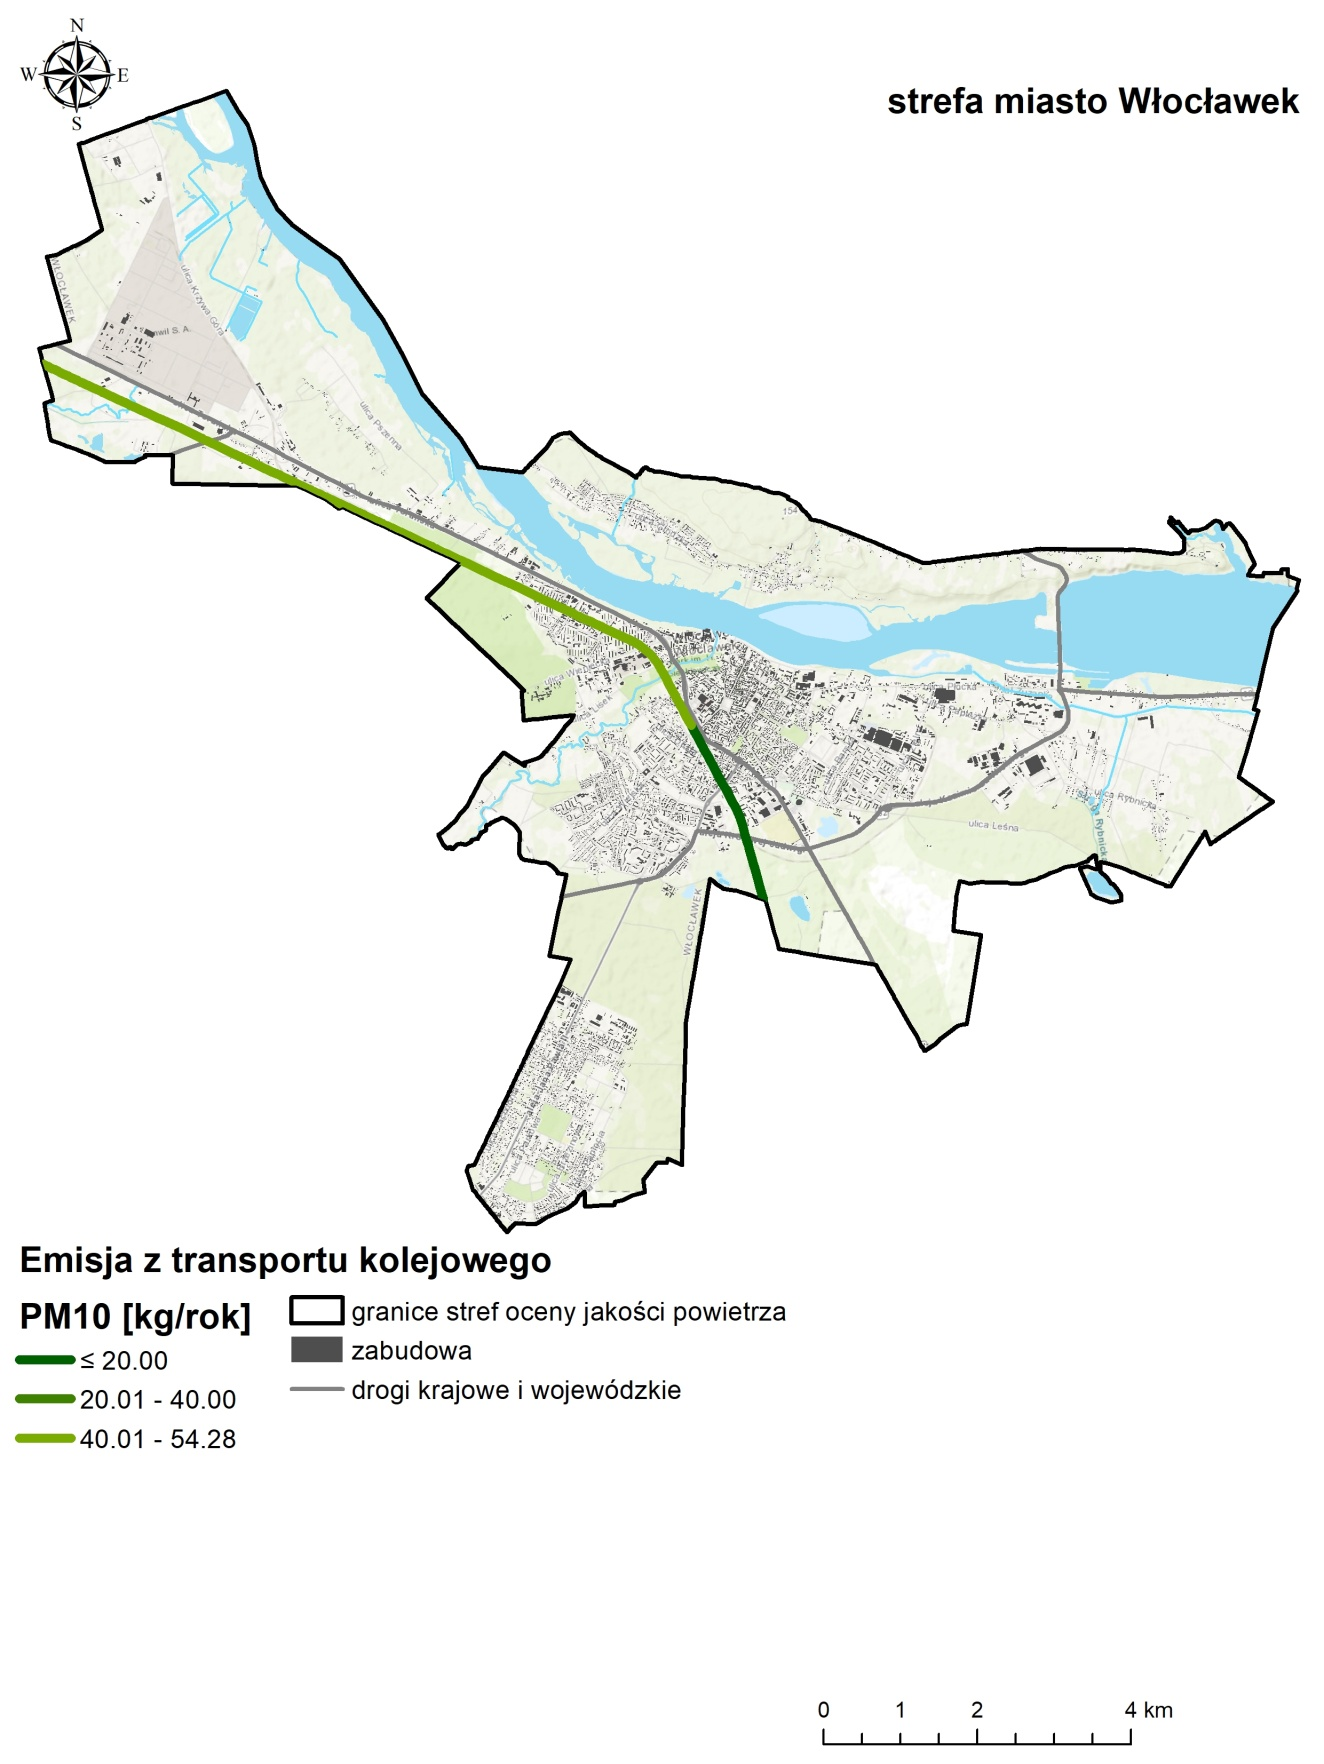 N
W E
S
strefa miasto Włocławek
WŁOCŁAWEK
ulica Krzywa Góra
S. A.
ulica Pszenna
154
Płocka
ulica Rybnicka
ulica Leśna
WŁOCŁAWEK
Emisja z transportu kolejowego
PM10 [kg/rok]
≤ 20.00
20.01 - 40.00
40.01 - 54.28
granice stref oceny jakości powietrza
zabudowa
drogi krajowe i wojewódzkie
0 1 2 4 km